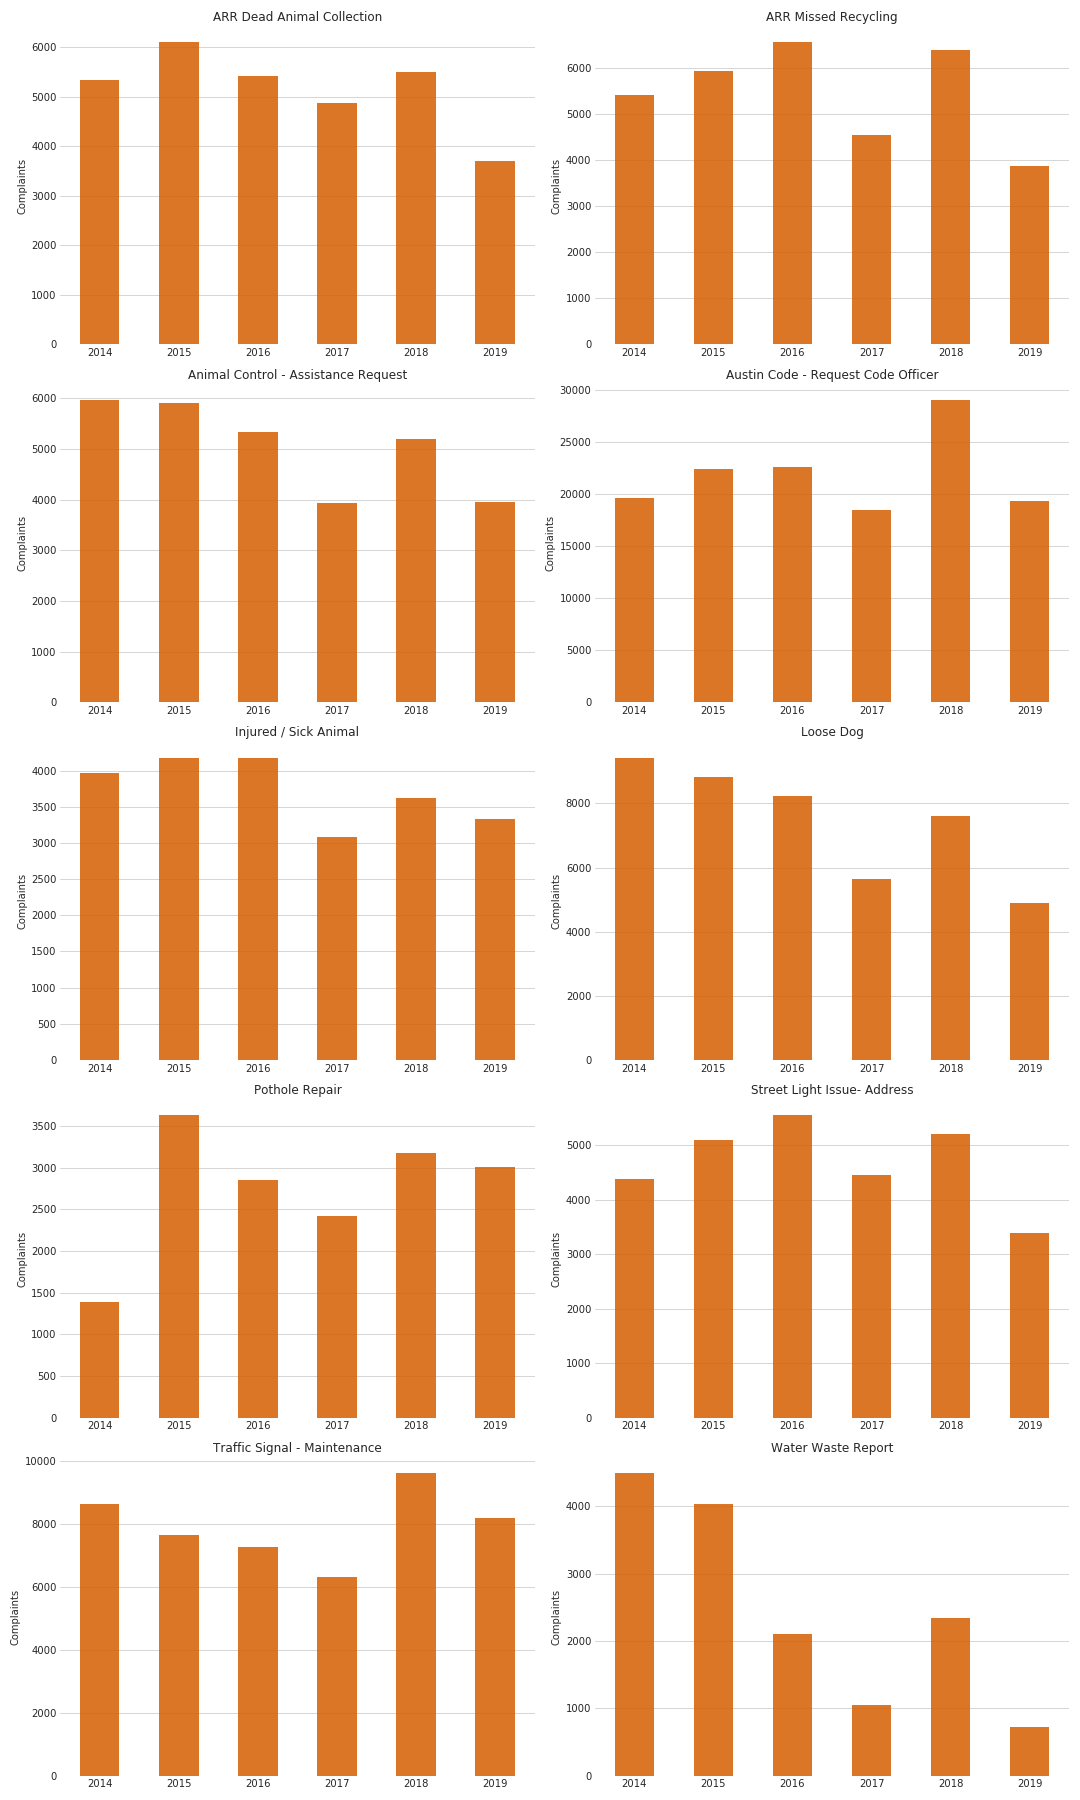 ARR Dead Animal Collection
Complaints
6000
5000
4000
3000
2000
1000
0
2014 2015 2016 2017 2018 2019
ARR Missed Recycling
Complaints
6000
5000
4000
3000
2000
1000
0
2014 2015 2016 2017 2018 2019
Animal Control - Assistance Request
Complaints
6000
5000
4000
3000
2000
1000
0
2014 2015 2016 2017 2018 2019
Austin Code - Request Code Officer
Complaints
30000
25000
20000
15000
10000
5000
0
2014 2015 2016 2017 2018 2019
Injured / Sick Animal
Complaints
4000
3500
3000
2500
2000
1500
1000
500
0
2014 2015 2016 2017 2018 2019
Loose Dog
Complaints
8000
6000
4000
2000
0
2014 2015 2016 2017 2018 2019
Pothole Repair
Complaints
3500
3000
2500
2000
1500
1000
500
0
2014 2015 2016 2017 2018 2019
Street Light Issue- Address
Complaints
5000
4000
3000
2000
1000
0
2014 2015 2016 2017 2018 2019
Traffic Signal - Maintenance
Complaints
10000
8000
6000
4000
2000
0
2014 2015 2016 2017 2018 2019
Water Waste Report
Complaints
4000
3000
2000
1000
0
2014 2015 2016 2017 2018 2019